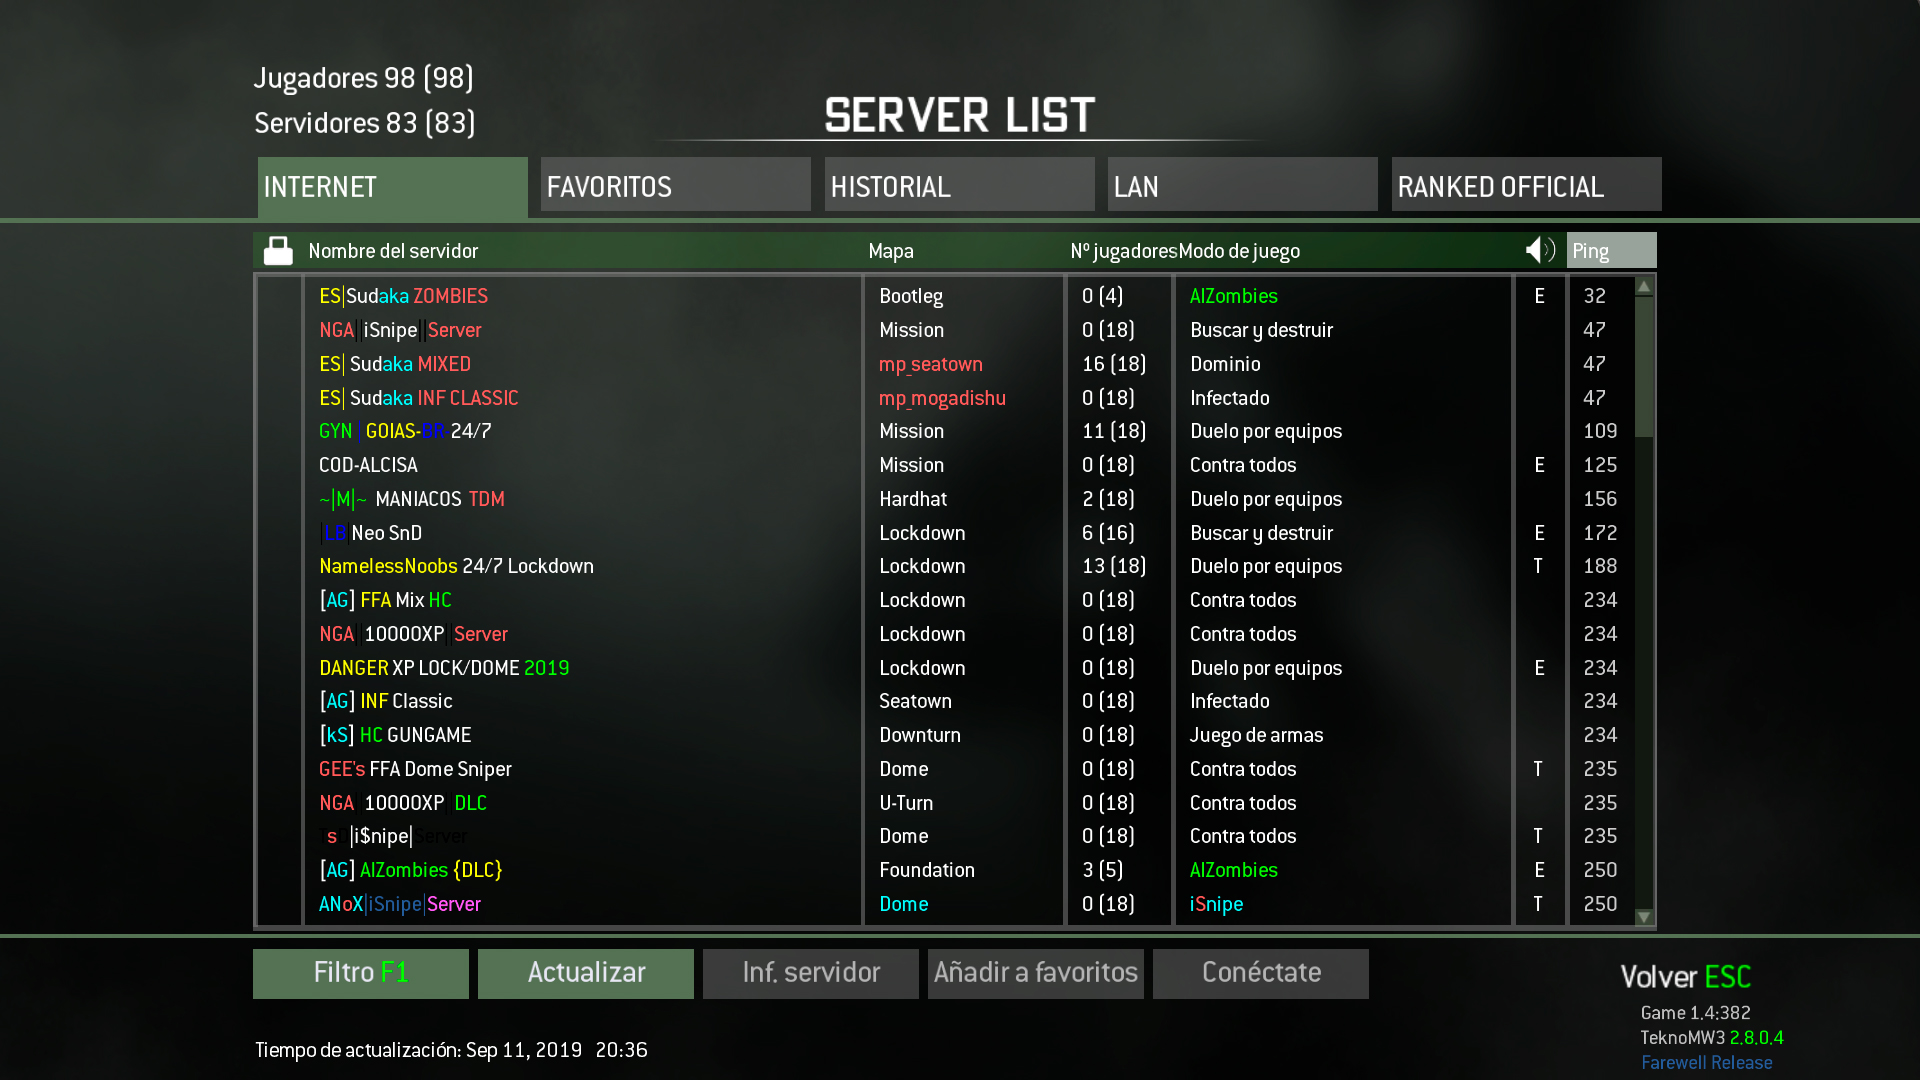 Jugadores 98 (98)
Servidores 83 (83)
SERVER LIST
INTERNET FAVORITOS HISTORIAL LAN RANKED OFFICIAL
Nombre del servidor Mapa Nº jugadores Modo de juego Ping
ES|Sudaka ZOMBIES Bootleg 0 (4) AIZombies E 32
NGA||iSnipe||Server Mission 0 (18) Buscar y destruir 47
ES| Sudaka MIXED mp_seatown 16 (18) Dominio 47
ES| Sudaka INF CLASSIC mp_mogadishu 0 (18) Infectado 47
GYN | GOIAS-BR-24/7 Mission 11 (18) Duelo por equipos 109
COD-ALCISA Mission 0 (18) Contra todos E 125
~|M|~ MANIACOS TDM Hardhat 2 (18) Duelo por equipos 156
|LB|Neo SnD Lockdown 6 (16) Buscar y destruir E 172
NamelessNoobs 24/7 Lockdown Lockdown 13 (18) Duelo por equipos T 188
[AG] FFA Mix HC Lockdown 0 (18) Contra todos 234
NGA||10000XP||Server Lockdown 0 (18) Contra todos 234
DANGER XP LOCK/DOME 2019 Lockdown 0 (18) Duelo por equipos E 234
[AG] INF Classic Seatown 0 (18) Infectado 234
[kS] HC GUNGAME Downturn 0 (18) Juego de armas 234
GEE's FFA Dome Sniper Dome 0 (18) Contra todos T 235
NGA||10000XP||DLC U-Turn 0 (18) Contra todos 235
s |i$nipe|Server Dome 0 (18) Contra todos T 235
[AG] AIZombies {DLC} Foundation 3 (5) AIZombies E 250
ANoX|iSnipe|Server Dome 0 (18) iSnipe T 250
Filtro F1 Actualizar Inf. servidor Añadir a favoritos Conéctate
Volver ESC
Game 1.4:382
TeknoMW3 2.8.0.4
Farewell Release
Tiempo de actualización: Sep 11, 2019 20:36